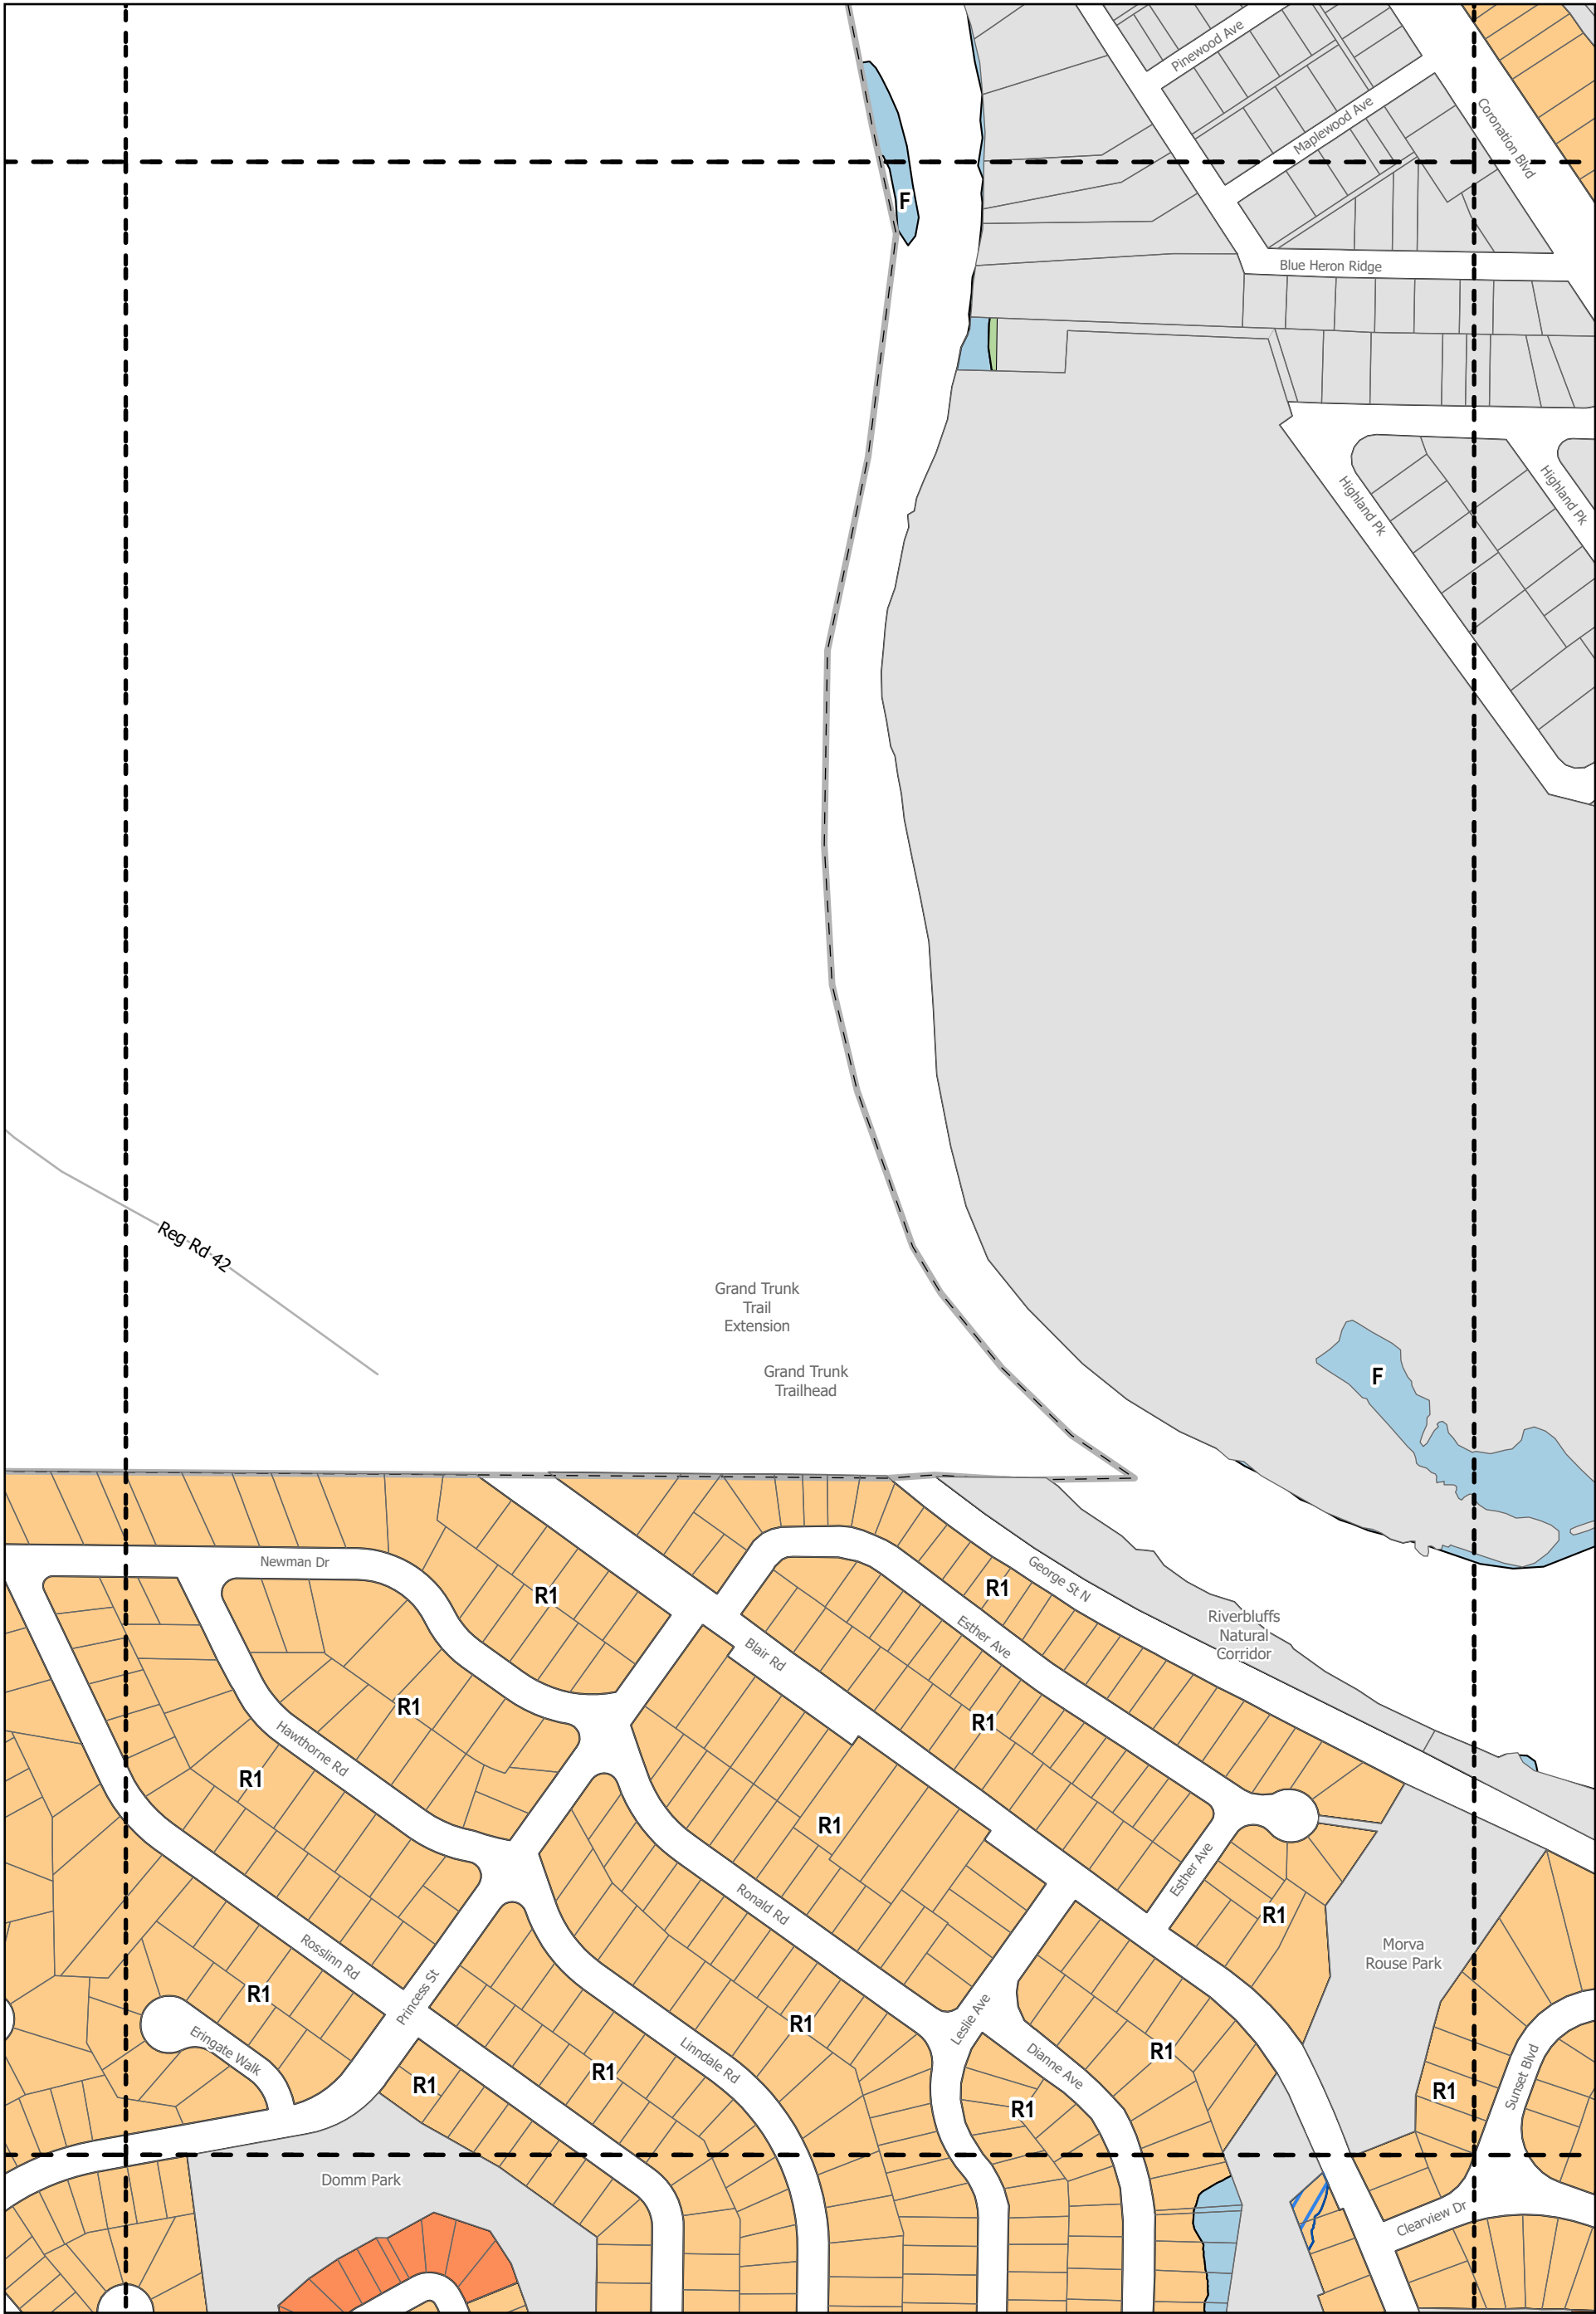 Pinewood Ave
Maplewood Ave
Coronation Blvd
F
Blue Heron Ridge
Highland Pk
Highland Pk
Reg Rd 42
Grand Trunk
Trail
Extension
Grand Trunk
Trailhead
F
Newman Dr
R1
R1
George St N
Esther Ave
Riverbluffs
Natural
Corridor
Blair Rd
R1
R1
Hawthorne Rd
R1
R1
Esther Ave
Ronald Rd
R1
Rosslinn Rd
Morva
Rouse Park
R1
Princess St
Eringate Walk
R1
Leslie Ave
Linndale Rd
R1
Dianne Ave
R1
R1
R1
R1
Sunset Blvd
Domm Park
Clearview Dr